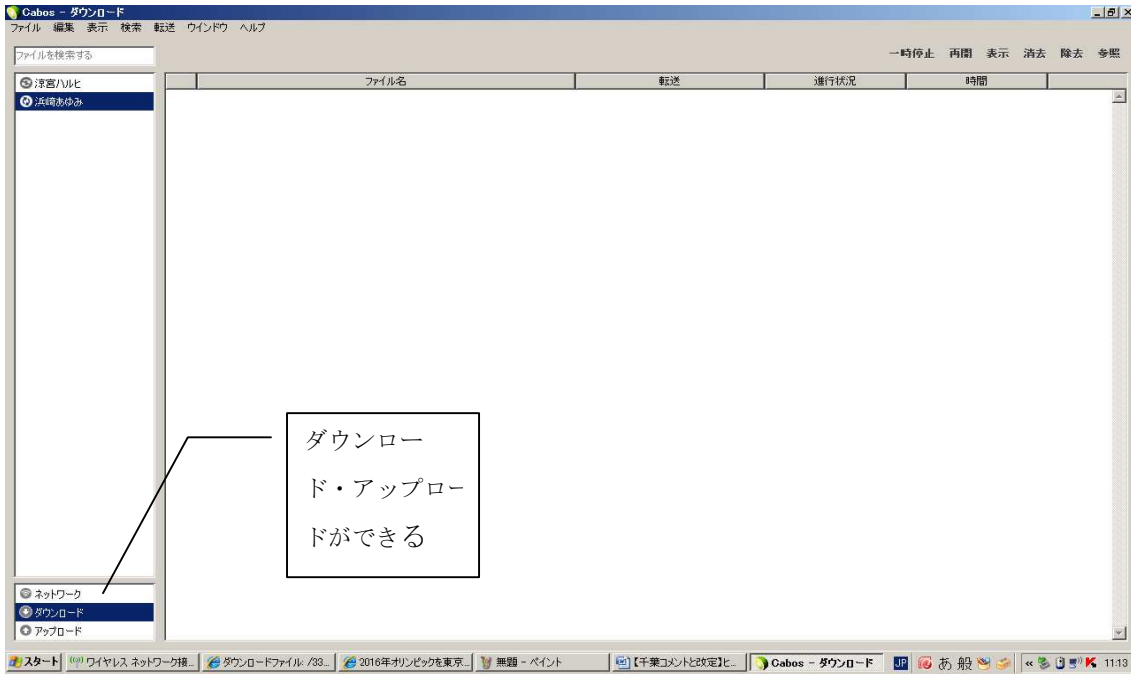 Cabos - ダウンロード
ファイル 編集 表示 検索 転送 ウインドウ ヘルプ
ファイルを検索する
一時停止 再開 表示 消去 除去 参照
涼宮ハルヒ
浜崎あゆみ
ファイル名 転送 進行状況 時間
ダウンロー
ド・アップロー
ドができる
ネットワーク
ダウンロード
アップロード
スタート ワイヤレス ネットワーク接... ダウンロードファイル: /33... 2016年オリンピックを東京... 無題 - ペイント 【千葉コメントと改定】ヒ... Cabos - ダウンロード JP あ 般 « K 11:13